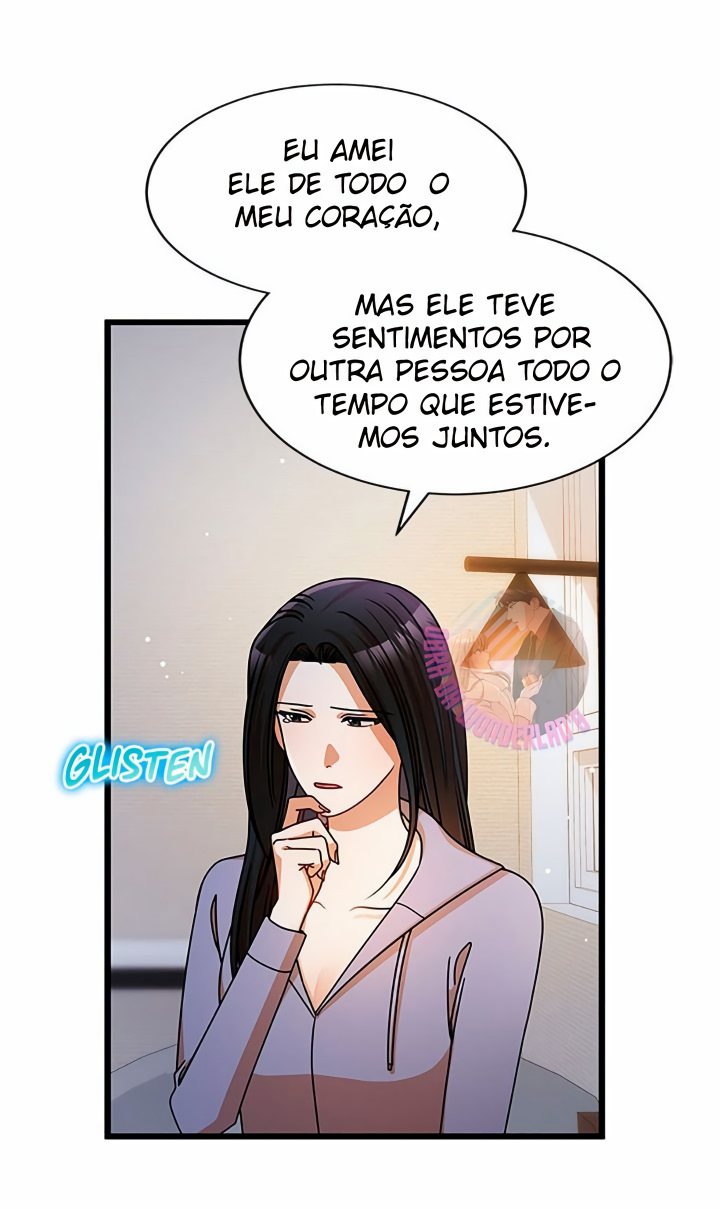 EU AMEI
ELE DE TODO O
MEU CORAÇÃO,
MAS ELE TEVE
SENTIMENTOS POR
OUTRA PESSOA TODO O
TEMPO QUE ESTIVE-
MOS JUNTOS.
GLISTEN